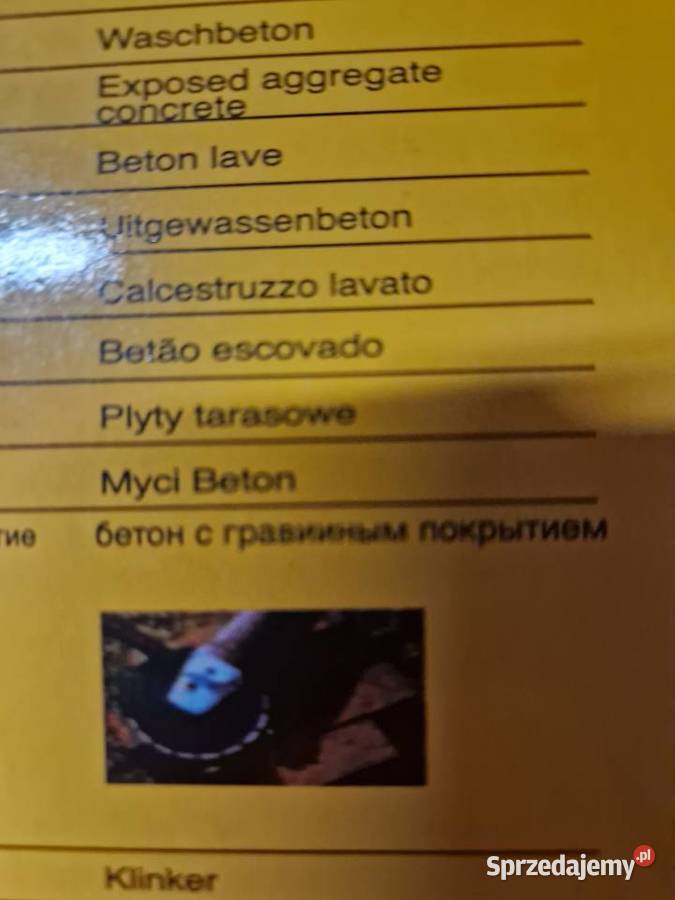 Waschbeton
Exposed aggregate
concrete
Beton lave
Uitgewassenbeton
Calcestruzzo lavato
Betão escovado
Plyty tarasowe
Myci Beton
тие бетон с гравииным покрытием
Klinker
Sprzedajemy.pl